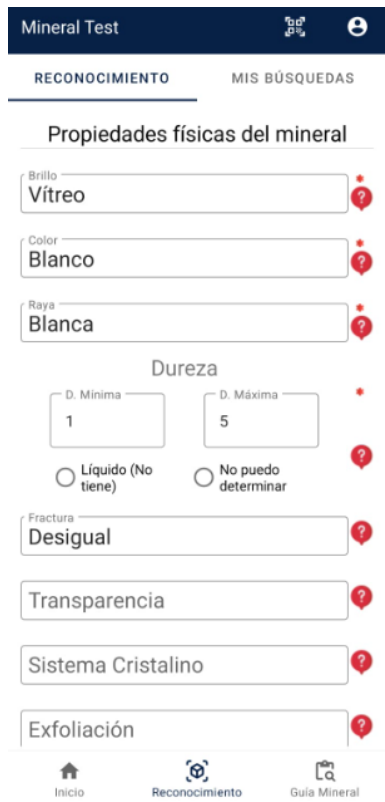 Mineral Test
RECONOCIMIENTO MIS BÚSQUEDAS
Propiedades físicas del mineral
Brillo
Vítreo
*
?
Color
Blanco
*
?
Raya
Blanca
*
?
Dureza
D. Mínima D. Máxima
*
1 5
Líquido (No
tiene)
No puedo
determinar
?
Fractura
Desigual
?
Transparencia
?
Sistema Cristalino
?
Exfoliación
?
Inicio Reconocimiento Guía Mineral